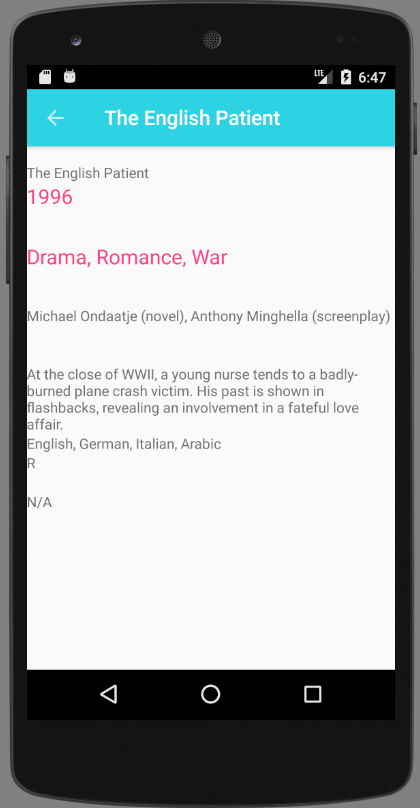 LTE 6:47
The English Patient
The English Patient
1996
Drama, Romance, War
Michael Ondaatje (novel), Anthony Minghella (screenplay)
At the close of WWII, a young nurse tends to a badly-
burned plane crash victim. His past is shown in
flashbacks, revealing an involvement in a fateful love
affair.
English, German, Italian, Arabic
R
N/A